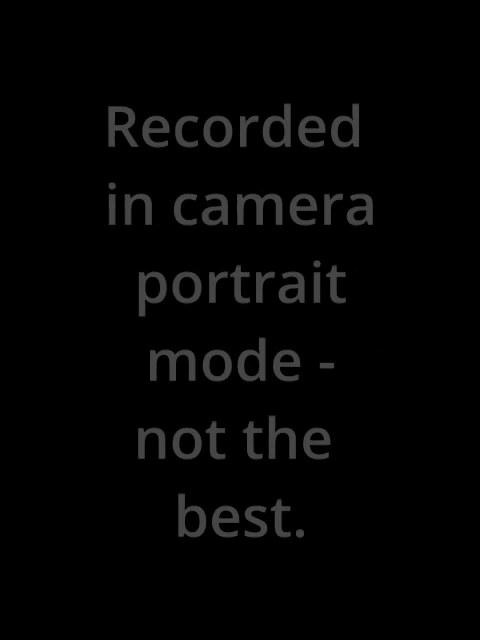 Recorded
in camera
portrait
mode -
not the
best.